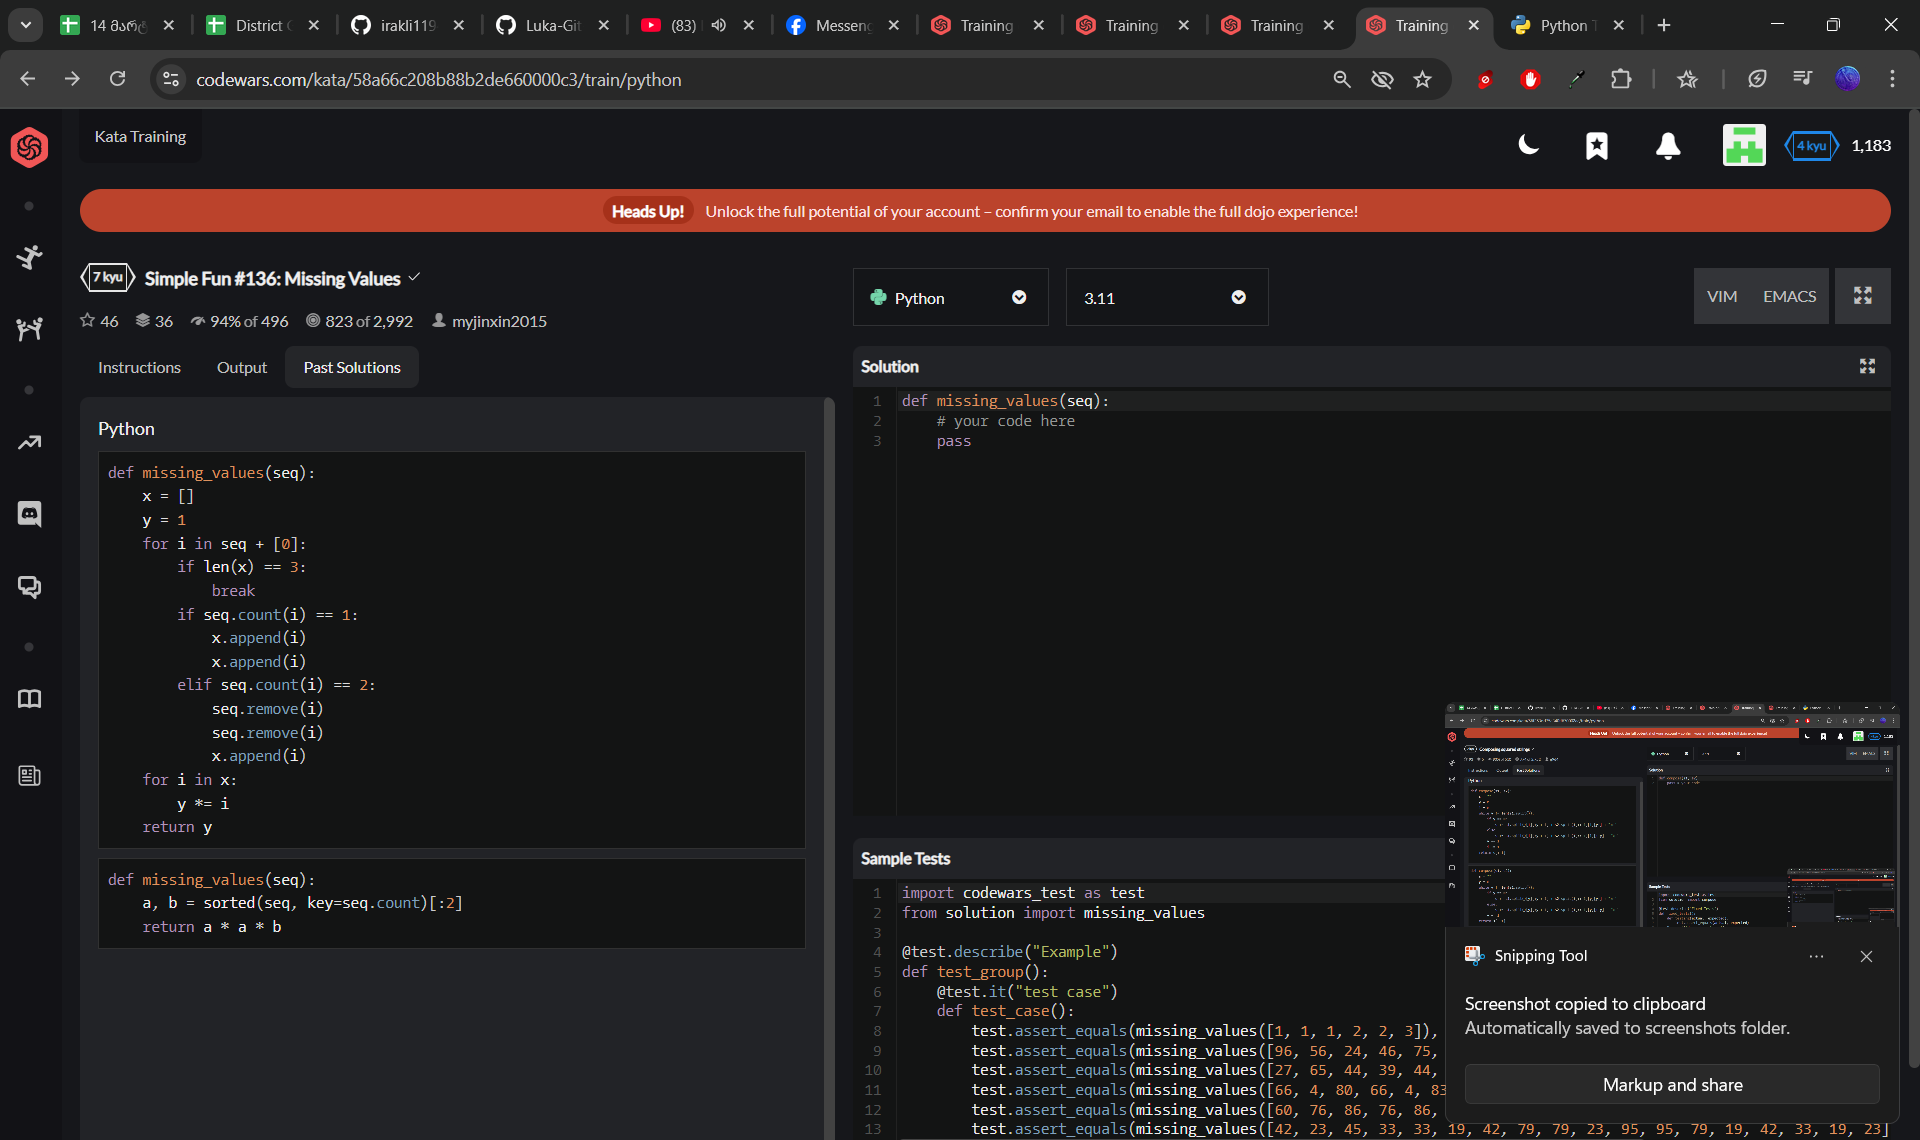 14 მარტ
District
irakli119
Luka-Git
(83)
Messeng
Training
Training
Training
Training
Python T
codewars.com/kata/58a66c208b88b2de660000c3/train/python
Kata Training
4 kyu
1,183
Heads Up! Unlock the full potential of your account – confirm your email to enable the full dojo experience!
7 kyu Simple Fun #136: Missing Values
46 36 94% of 496 823 of 2,992 myjinxin2015
Instructions Output Past Solutions
Python
def missing_values(seq):
    x = []
    y = 1
    for i in seq + [0]:
        if len(x) == 3:
            break
        if seq.count(i) == 1:
            x.append(i)
            x.append(i)
        elif seq.count(i) == 2:
            seq.remove(i)
            seq.remove(i)
            x.append(i)
    for i in x:
        y *= i
    return y
def missing_values(seq):
    a, b = sorted(seq, key=seq.count)[:2]
    return a * a * b
Python
3.11
VIM EMACS
Solution
1 def missing_values(seq):
2     # your code here
3     pass
Sample Tests
1 import codewars_test as test
2 from solution import missing_values
3
4 @test.describe("Example")
5 def test_group():
6     @test.it("test case")
7     def test_case():
8         test.assert_equals(missing_values([1, 1, 1, 2, 2, 3]),
9         test.assert_equals(missing_values([96, 56, 24, 46, 75,
10         test.assert_equals(missing_values([27, 65, 44, 39, 44,
11         test.assert_equals(missing_values([66, 4, 80, 66, 4, 83
12         test.assert_equals(missing_values([60, 76, 86, 76, 86,
13         test.assert_equals(missing_values([42, 23, 45, 33, 33, 19, 42, 79, 79, 23, 95, 95, 79, 19, 42, 33, 19, 23]
Snipping Tool
Screenshot copied to clipboard
Automatically saved to screenshots folder.
Markup and share